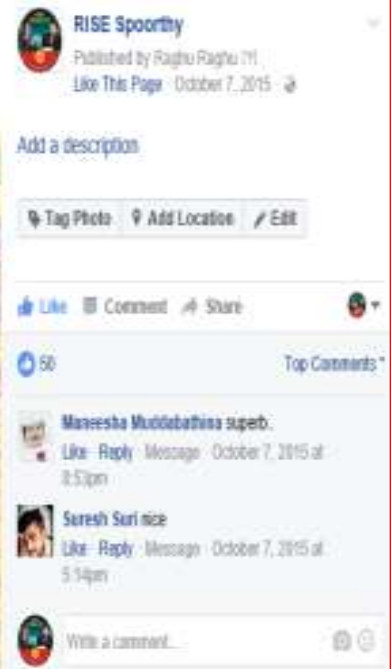 RISE Spoorthy
Published by Raghu Raghu
Like This Page · October 7, 2015 ·
Add a description
Tag Photo Add Location Edit
Like Comment Share
50 Top Comments
Maneesha Muddabathina superb..
Like · Reply · Message · October 7, 2015 at
8:53pm
Suresh Suri nice
Like · Reply · Message · October 7, 2015 at
5:14pm
Write a comment...